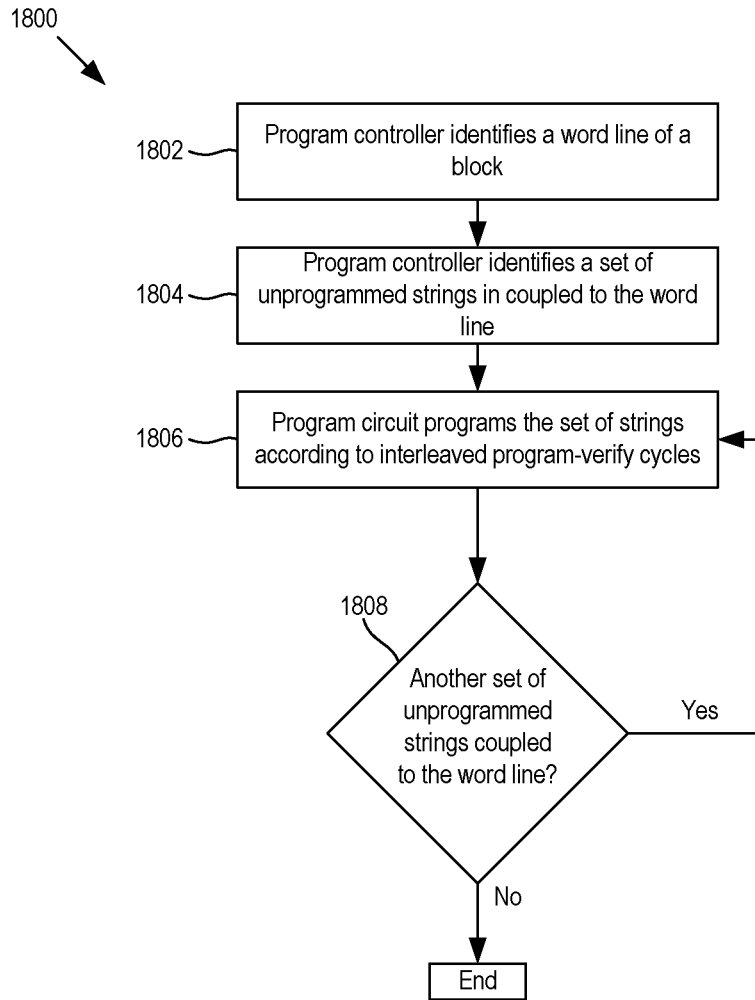 1800
1802
Program controller identifies a word line of a
block
1804
Program controller identifies a set of
unprogrammed strings in coupled to the word
line
1806
Program circuit programs the set of strings
according to interleaved program-verify cycles
1808
Another set of
unprogrammed
strings coupled
to the word line?
Yes
No
End